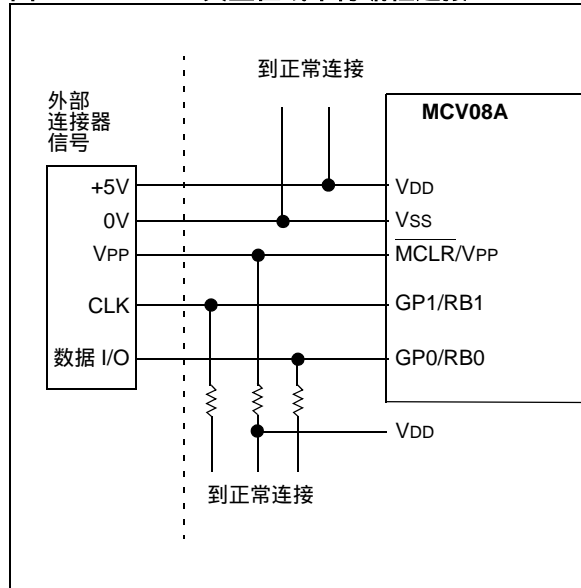 到正常连接
外部
连接器
信号
MCV08A
+5V
VDD
0V
VSS
VPP
MCLR/VPP
CLK
GP1/RB1
数据 I/O
GP0/RB0
VDD
到正常连接